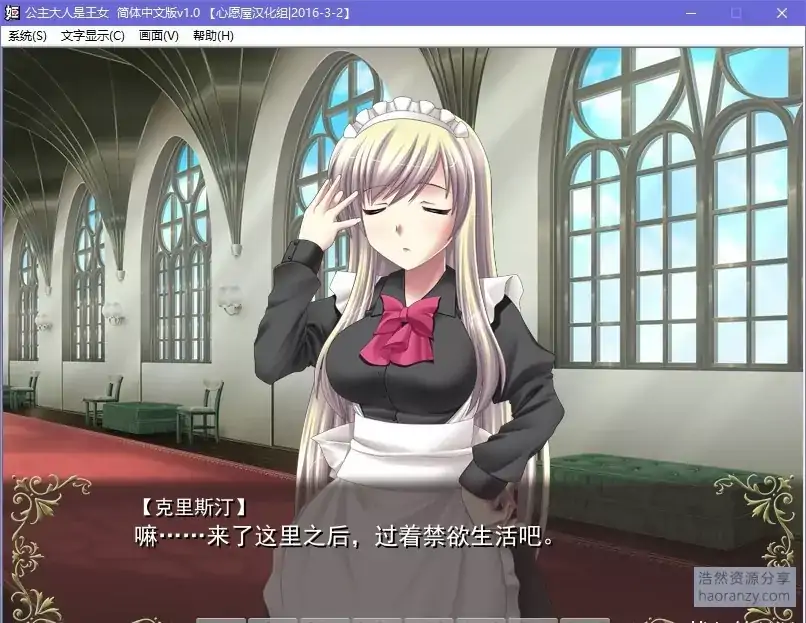 公主大人是王女 简体中文版v1.0 【心愿屋汉化组|2016-3-2】
系统(S) 文字显示(C) 画面(V) 帮助(H)
【克里斯汀】
嘛……来了这里之后，过着禁欲生活吧。
浩然资源分享
haoranzy.com